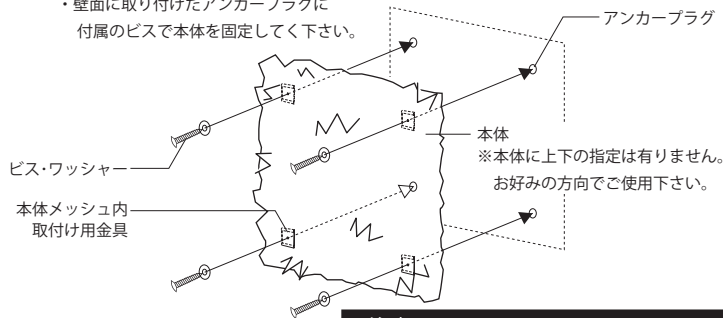 ・壁面に取り付けたアンカープラグに
付属のビスで本体を固定してく下さい。
アンカープラグ
本体
※本体に上下の指定は有りません。
お好みの方向でご使用下さい。
ビス・ワッシャー
本体メッシュ内
取付け用金具